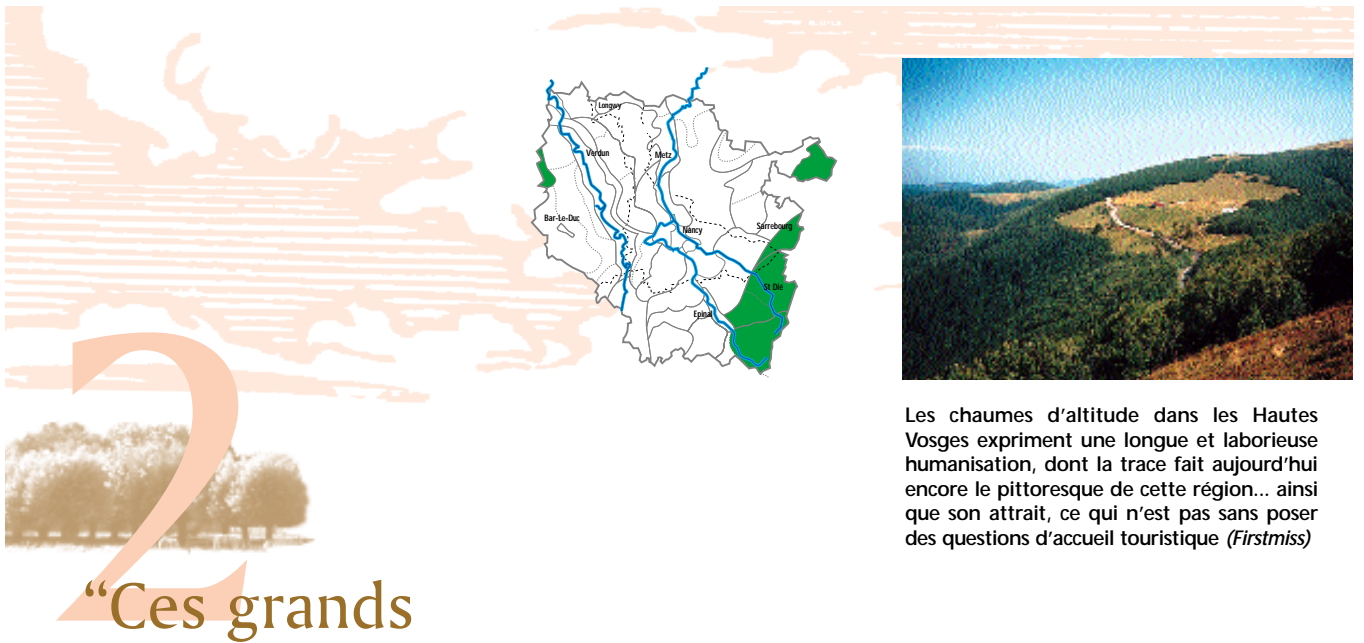 Longwy
Verdun
Metz
Bar-Le-Duc
Nancy
Sarrebourg
St Dié
Epinal
Les chaumes d'altitude dans les Hautes
Vosges expriment une longue et laborieuse
humanisation, dont la trace fait aujourd'hui
encore le pittoresque de cette région... ainsi
que son attrait, ce qui n'est pas sans poser
des questions d'accueil touristique (Firstmiss)
2
“Ces grands